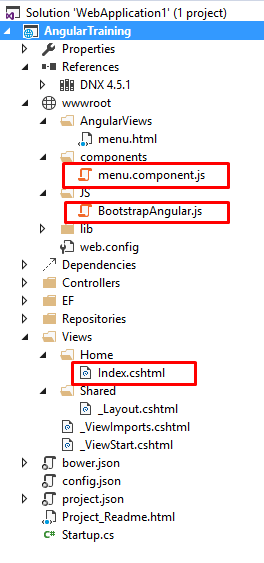 Solution 'WebApplication1' (1 project)
AngularTraining
Properties
References
DNX 4.5.1
wwwroot
AngularViews
menu.html
components
menu.component.js
JS
BootstrapAngular.js
lib
web.config
Dependencies
Controllers
EF
Repositories
Views
Home
Index.cshtml
Shared
_Layout.cshtml
_ViewImports.cshtml
_ViewStart.cshtml
bower.json
config.json
project.json
Project_Readme.html
C# Startup.cs